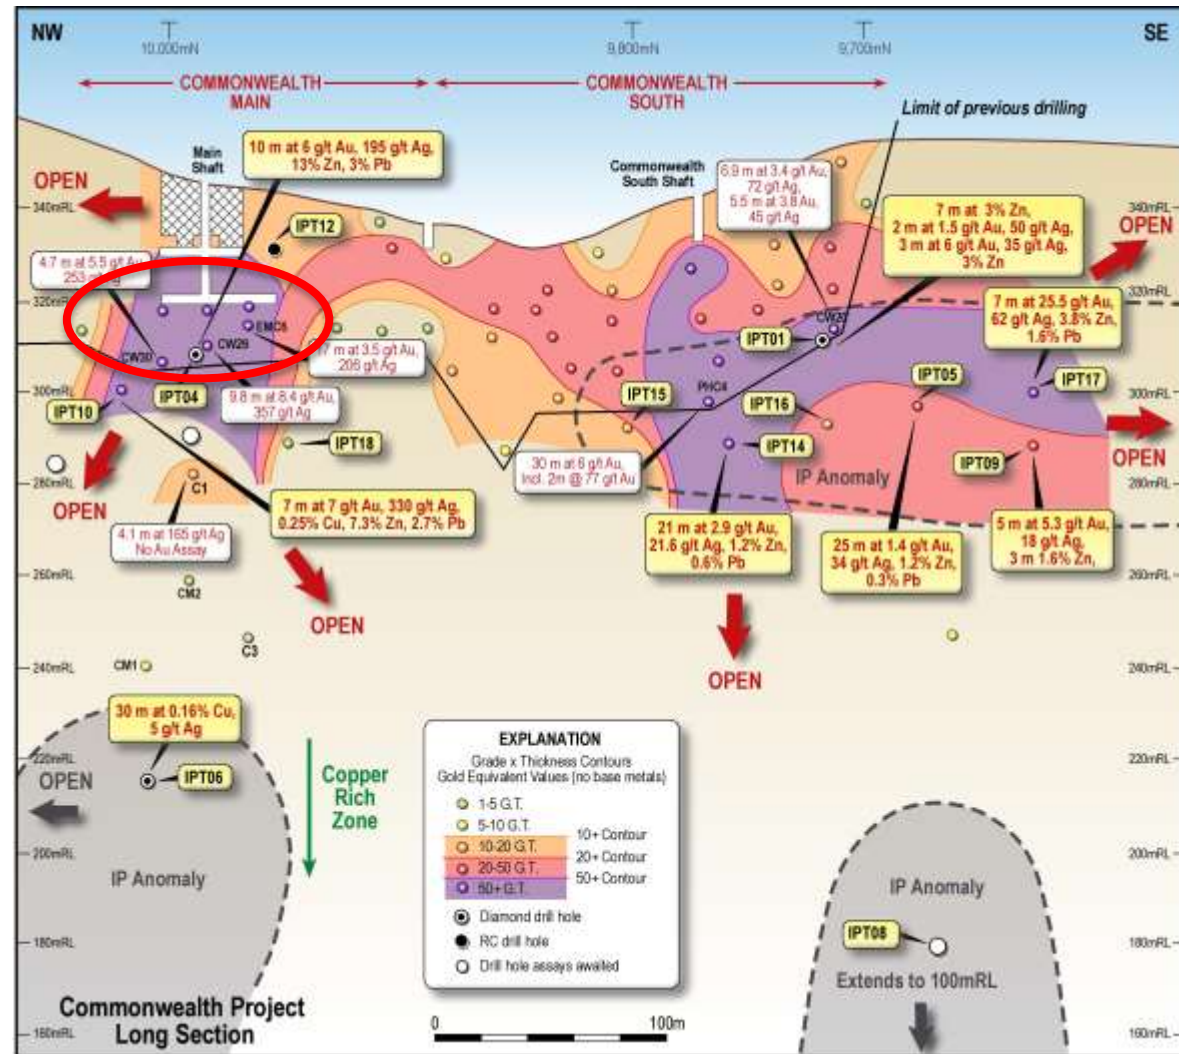 NW
SE
10,000mN
9,800mN
9,700mN
COMMONWEALTH
MAIN
COMMONWEALTH
SOUTH
Limit of previous drilling
10 m at 6 g/t Au, 195 g/t Ag,
13% Zn, 3% Pb
Main
Shaft
Commonwealth
South Shaft
6.9 m at 3.4 g/t Au,
72 g/t Ag,
5.5 m at 3.8 Au,
45 g/t Ag
OPEN
340mRL
IPT12
7 m at 3% Zn,
2 m at 1.5 g/t Au, 50 g/t Ag,
3 m at 6 g/t Au, 35 g/t Ag,
3% Zn
340mRL
OPEN
4.7 m at 5.5 g/t Au,
320mRL
320mRL
7 m at 25.5 g/t Au,
62 g/t Ag, 3.8% Zn,
1.6% Pb
EMC5
IPT01
CW30
CW26
m at 3.5 g/t Au,
206 g/t Ag
300mRL
300mRL
IPT10
IPT04
9.8 m at 8.4 g/t Au,
357 g/t Ag
IPT15
PHC4
IPT16
IPT05
IPT17
IPT18
IPT14
IPT09
OPEN
30 m at 6 g/t Au,
Incl. 2m @ 77 g/t Au
IP Anomaly
280mRL
C1
280mRL
OPEN
7 m at 7 g/t Au, 330 g/t Ag,
0.25% Cu, 7.3% Zn, 2.7% Pb
4.1 m at 165 g/t Ag
No Au Assay
21 m at 2.9 g/t Au,
21.6 g/t Ag, 1.2% Zn,
0.6% Pb
25 m at 1.4 g/t Au,
34 g/t Ag, 1.2% Zn,
0.3% Pb
5 m at 5.3 g/t Au,
18 g/t Ag,
3 m 1.6% Zn,
260mRL
260mRL
CM2
OPEN
C3
240mRL
CM1
240mRL
OPEN
30 m at 0.16% Cu,
5 g/t Ag
220mRL
220mRL
OPEN
IPT06
Copper
Rich
Zone
EXPLANATION
Grade x Thickness Contours
Gold Equivalent Values (no base metals)
1-5 G.T.
5-10 G.T.
10+ Contour
10-20 G.T.
20+ Contour
20-50 G.T.
50+ Contour
50+ G.T.
Diamond drill hole
RC drill hole
Drill hole assays awaited
200mRL
200mRL
IP Anomaly
IP Anomaly
180mRL
IPT08
180mRL
Extends to 100mRL
Commonwealth Project
Long Section
160mRL
160mRL
0
100m